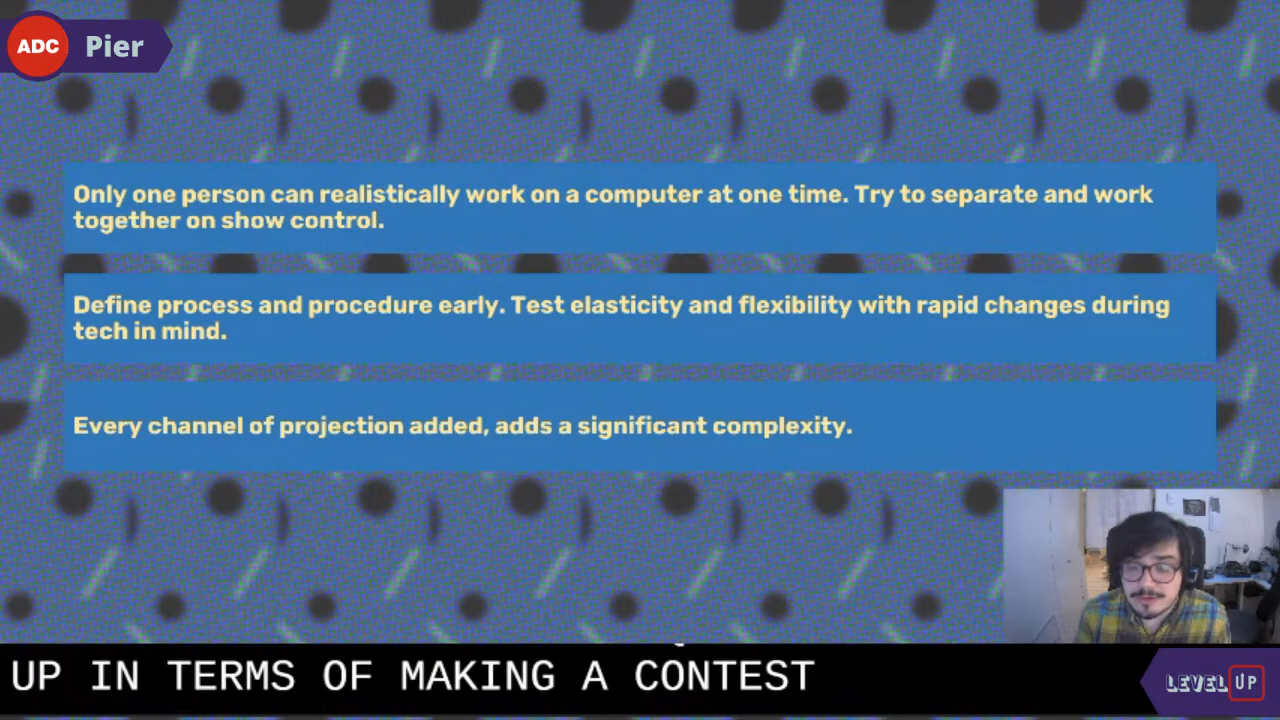 ADC Pier
Only one person can realistically work on a computer at one time. Try to separate and work
together on show control.
Define process and procedure early. Test elasticity and flexibility with rapid changes during
tech in mind.
Every channel of projection added, adds a significant complexity.
UP IN TERMS OF MAKING A CONTEST
LEVEL UP